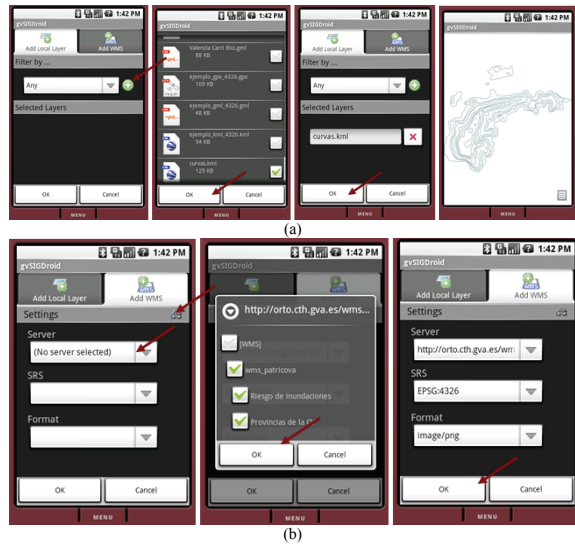 1:42 PM
gvSIGDroid
Add Local Layer
Add WMS
Filter by ...
Any
Selected Layers
OK
Cancel
MENU
1:42 PM
Valencia Carri Bici.gml
88 KB
ejemplo_gpx_4326.gpx
109 KB
ejemplo_gml_4326.gml
48 KB
ejemplo_kml_4326.kml
54 KB
curvas.kml
125 KB
OK
Cancel
MENU
1:42 PM
gvSIGDroid
Add Local Layer
Add WMS
Filter by ...
Any
Selected Layers
curvas.kml
OK
Cancel
MENU
1:42 PM
MENU
(a)
1:42 PM
gvSIGDroid
Add Local Layer
Add WMS
Settings
Server
(No server selected)
SRS
Format
OK
Cancel
MENU
1:42 PM
gvSIGDroid
http://orto.cth.gva.es/wms...
[WMS]
wms_patricova
Riesgo de Inundaciones
Provincias de la
OK
Cancel
OK
Cancel
MENU
1:42 PM
gvSIGDroid
Add Local Layer
Add WMS
Settings
Server
http://orto.cth.gva.es/wm
SRS
EPSG:4326
Format
image/png
OK
Cancel
MENU
(b)